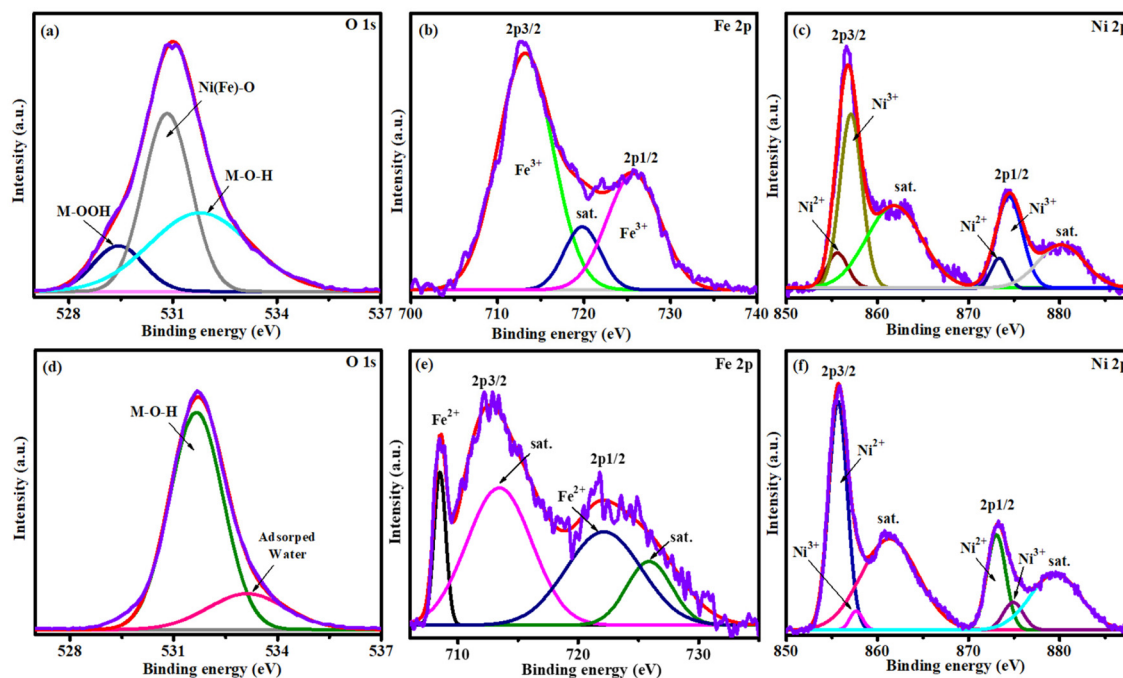 (a)
O 1s
Ni(Fe)-O
M-OOH
M-O-H
Intensity (a.u.)
528 531 534 537
Binding energy (eV)
(b)
Fe 2p
2p3/2
2p1/2
Fe3+
sat.
Fe3+
Intensity (a.u.)
700 710 720 730 740
Binding energy (eV)
(c)
Ni 2p
2p3/2
Ni3+
Ni2+
sat.
2p1/2
Ni2+
Ni3+
sat.
Intensity (a.u.)
850 860 870 880
Binding energy (eV)
(d)
O 1s
M-O-H
Adsorped
Water
Intensity (a.u.)
528 531 534 537
Binding energy (eV)
(e)
Fe 2p
2p3/2
Fe2+
sat.
2p1/2
Fe2+
sat.
Intensity (a.u.)
710 720 730
Binding energy (eV)
(f)
Ni 2p
2p3/2
Ni2+
Ni3+
sat.
2p1/2
Ni2+
Ni3+
sat.
Intensity (a.u.)
850 860 870 880
Binding energy (eV)